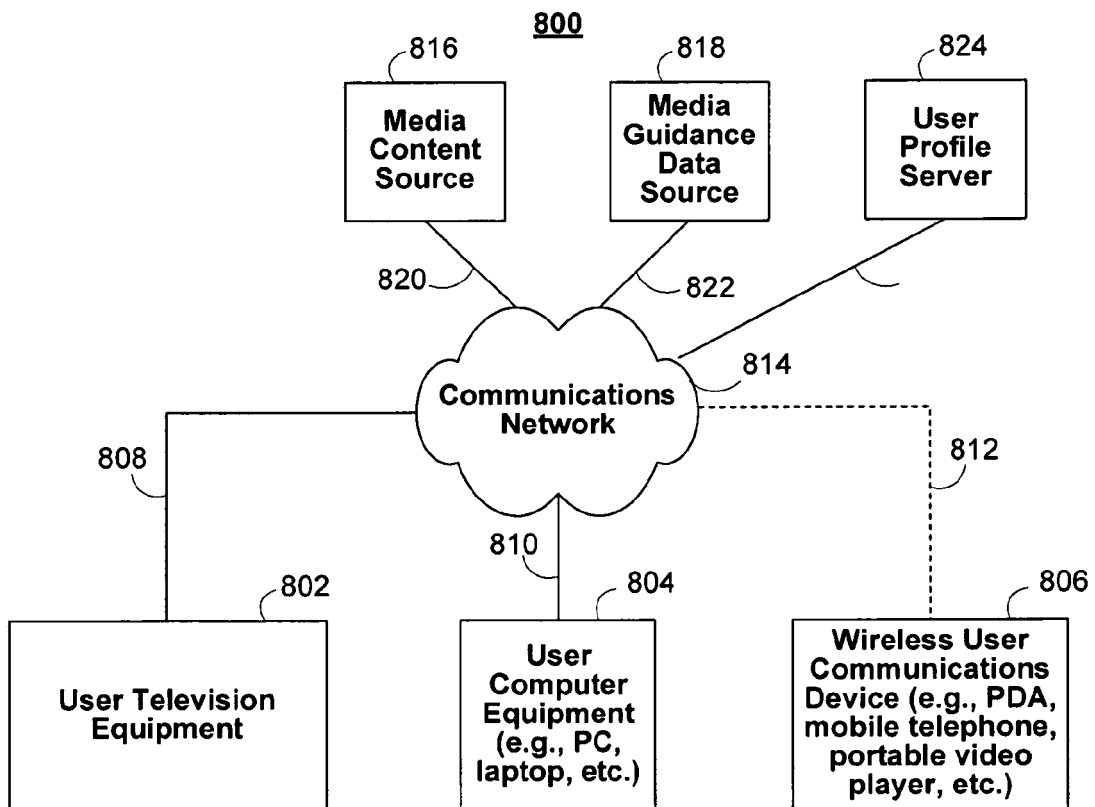 800
816
818
824
Media
Content
Source
Media
Guidance
Data
Source
User
Profile
Server
820
822
814
Communications
Network
808
812
810
802
804
806
User Television
Equipment
User
Computer
Equipment
(e.g., PC,
laptop, etc.)
Wireless User
Communications
Device (e.g., PDA,
mobile telephone,
portable video
player, etc.)